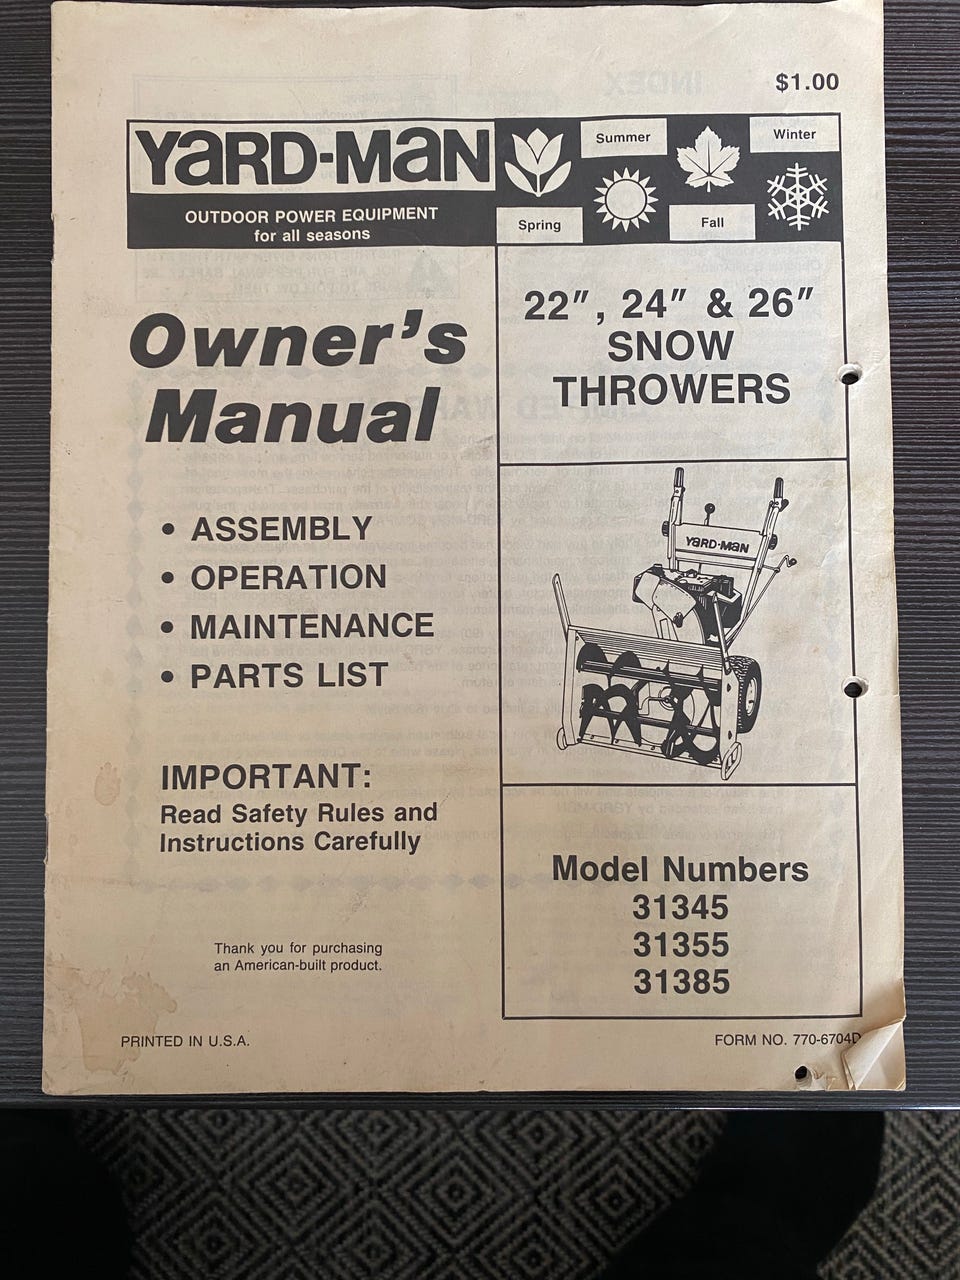 $1.00
YARD-MAN
OUTDOOR POWER EQUIPMENT
for all seasons
Spring
Summer
Fall
Winter
Owner's
Manual
• ASSEMBLY
• OPERATION
• MAINTENANCE
• PARTS LIST
IMPORTANT:
Read Safety Rules and
Instructions Carefully
Thank you for purchasing
an American-built product.
PRINTED IN U.S.A.
22", 24" & 26"
SNOW
THROWERS
YARD-MAN
Model Numbers
31345
31355
31385
FORM NO. 770-6704D